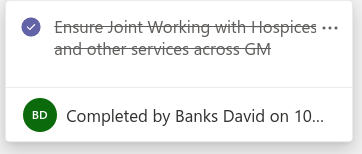 Ensure Joint Working with Hospices ...
and other services across GM
BD Completed by Banks David on 10...